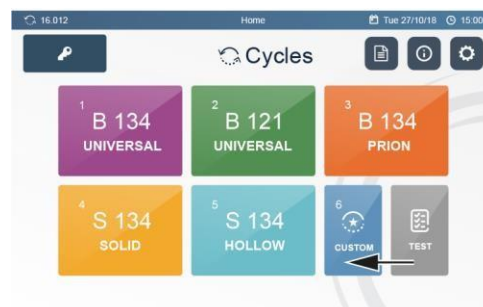 16.012 Home Tue 27/10/18 15:00
Cycles
1
B 134
UNIVERSAL
2
B 121
UNIVERSAL
3
B 134
PRION
4
S 134
SOLID
5
S 134
HOLLOW
6
CUSTOM
TEST